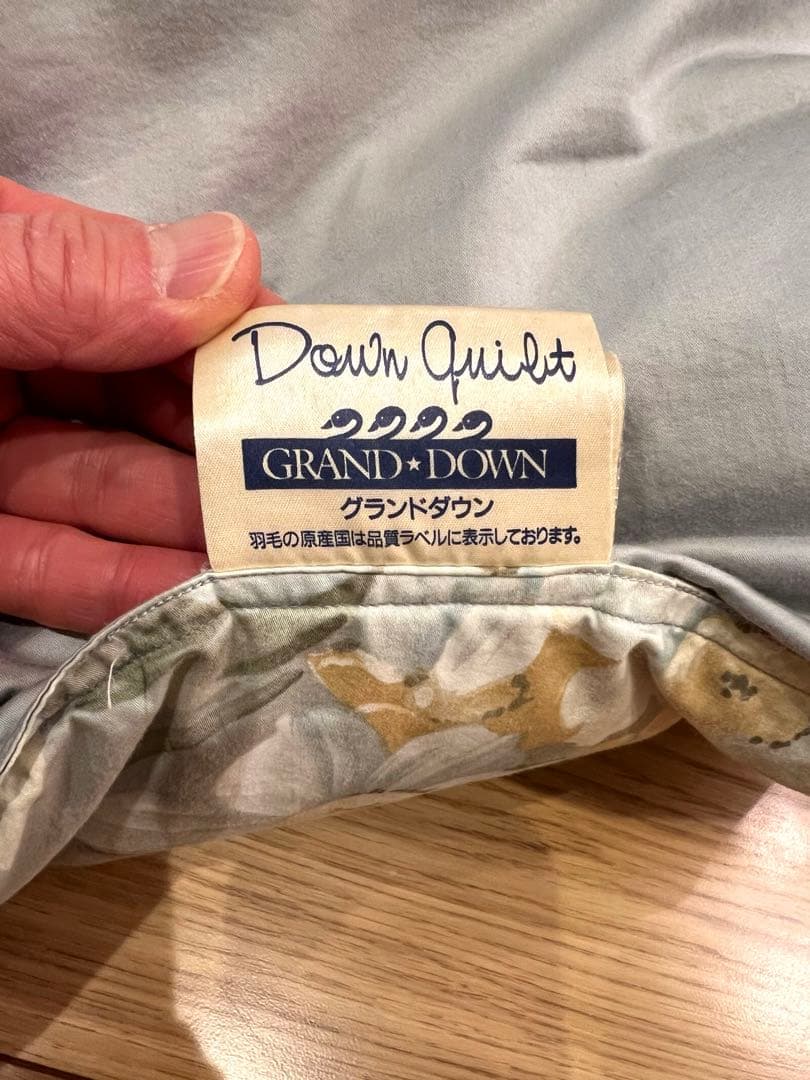 Down Quilt
GRAND★DOWN
グランドダウン
羽毛の原産国は品質ラベルに表示しております。